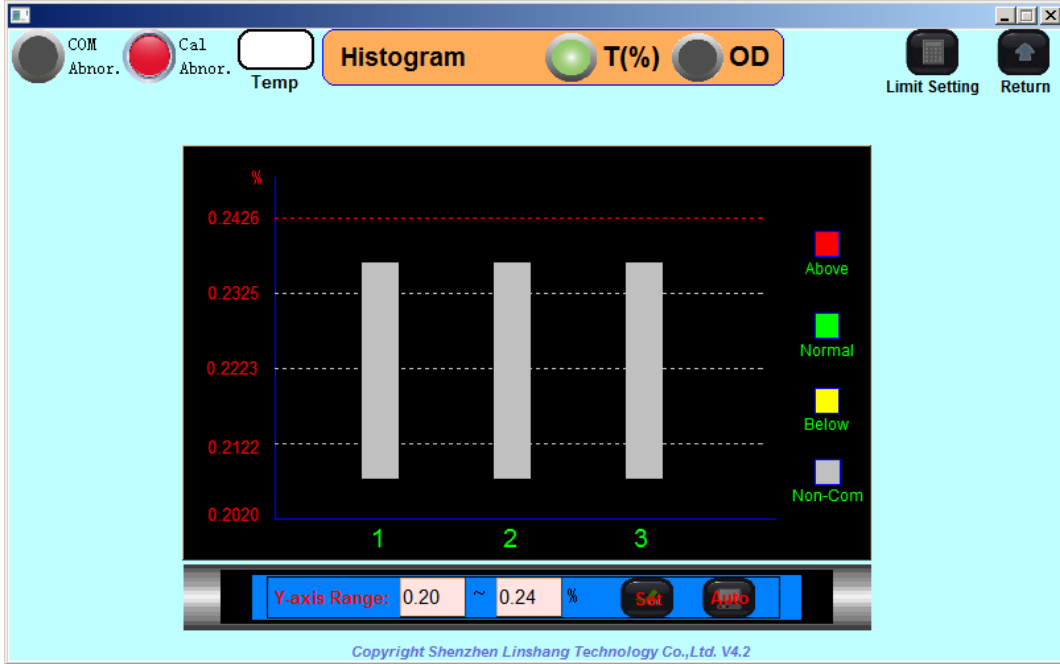 COM
Abnor.
Cal
Abnor.
Temp
Histogram
T(%)
OD
Limit Setting
Return
%
0.2426
0.2325
0.2223
0.2122
0.2020
1 2 3
Above
Normal
Below
Non-Com
Y-axis Range: 0.20 ~ 0.24 % Set Auto
Copyright Shenzhen Linshang Technology Co.,Ltd. V4.2